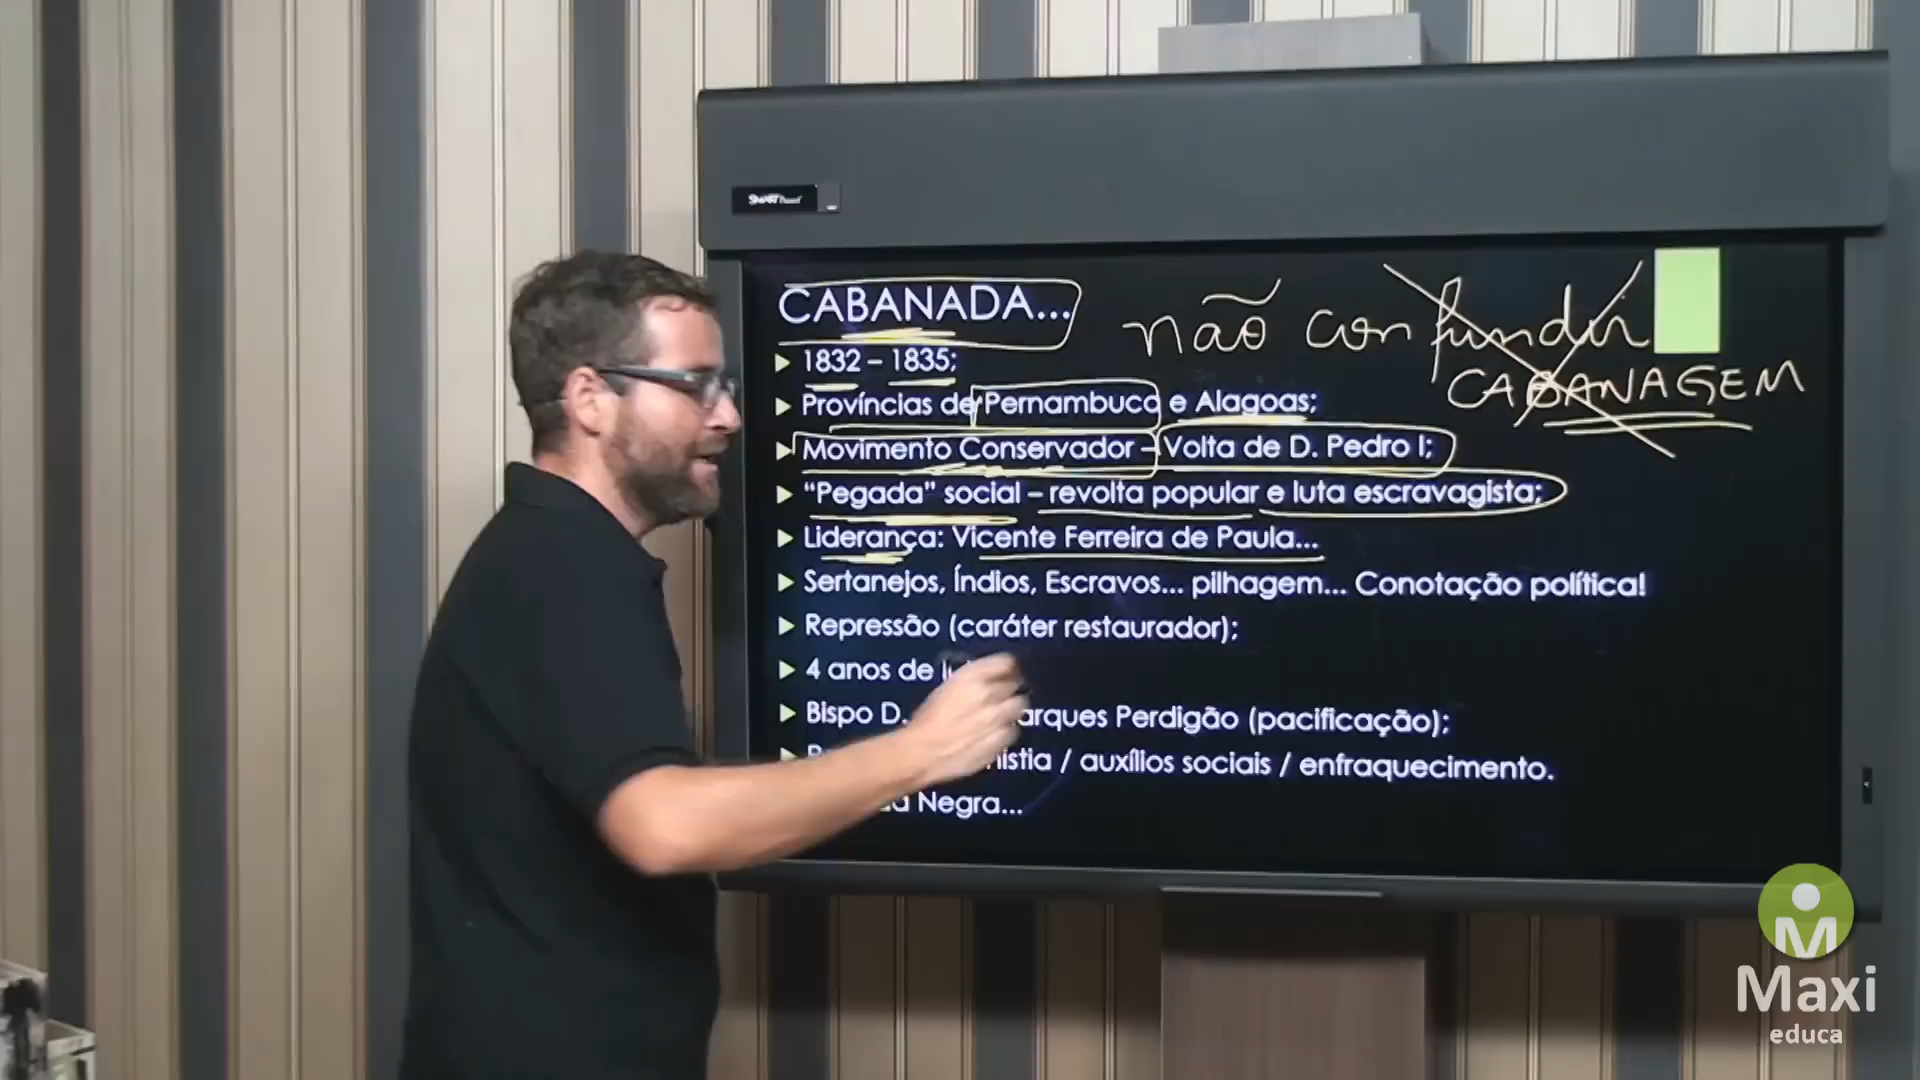 SMART
CABANADA...
não confundir
CABANAGEM
1832 – 1835;
Províncias de Pernambuco e Alagoas;
Movimento Conservador – Volta de D. Pedro I;
“Pegada” social – revolta popular e luta escravagista;
Liderança: Vicente Ferreira de Paula...
Sertanejos, Índios, Escravos... pilhagem... Conotação política!
Repressão (caráter restaurador);
4 anos de
Bispo D. Perdigão (pacificação);
/ auxílios sociais / enfraquecimento.
Negra...
M
Maxi
educa